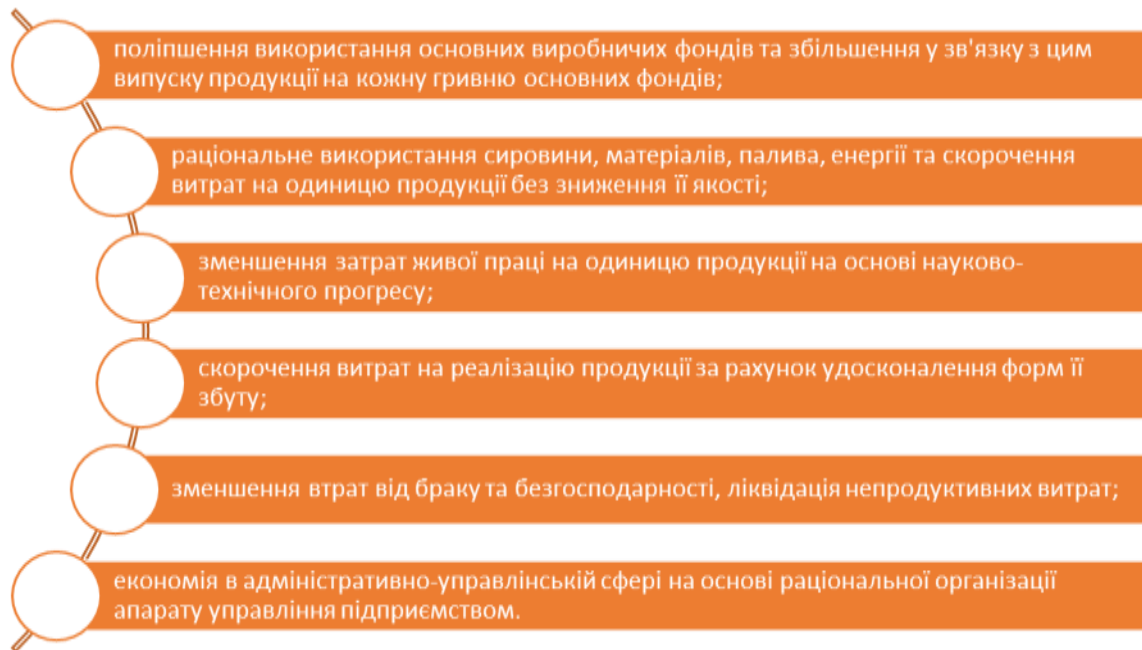 поліпшення використання основних виробничих фондів та збільшення у зв'язку з цим
випуску продукції на кожну гривню основних фондів;
раціональне використання сировини, матеріалів, палива, енергії та скорочення
витрат на одиницю продукції без зниження її якості;
зменшення затрат живої праці на одиницю продукції на основі науково-
технічного прогресу;
скорочення витрат на реалізацію продукції за рахунок удосконалення форм її
збуту;
зменшення втрат від браку та безгосподарності, ліквідація непродуктивних витрат;
економія в адміністративно-управлінській сфері на основі раціональної організації
апарату управління підприємством.